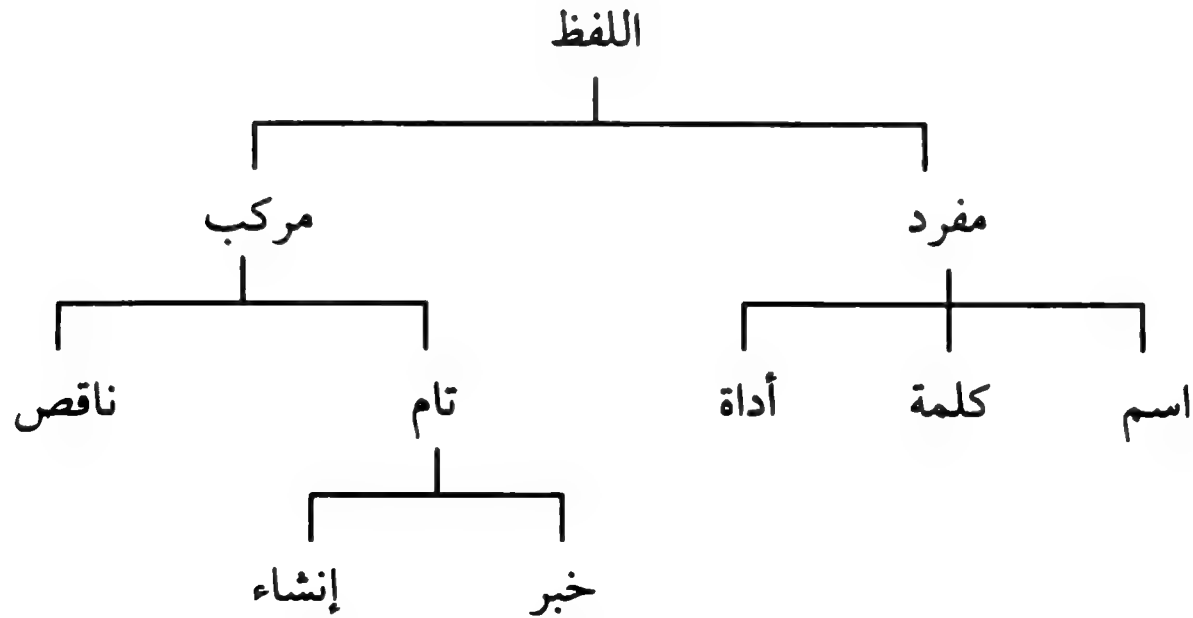 اللفظ
مفرد مركب
اسم كلمة أداة تام ناقص
خبر إنشاء